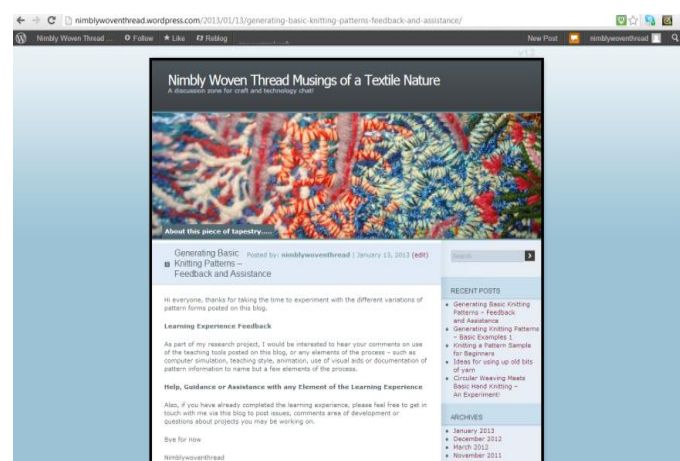 nimblywoventhread.wordpress.com/2013/01/13/generating-basic-knitting-patterns-feedback-and-assistance/
Nimbly Woven Thread ... Follow Like Reblog New Post nimblywoventhread
Nimbly Woven Thread Musings of a Textile Nature
A discussion zone for craft and technology chat!
About this piece of tapestry.....
Generating Basic
Knitting Patterns –
Feedback and Assistance
Posted by: nimblywoventhread | January 13, 2013 (edit)
Hi everyone, thanks for taking the time to experiment with the different variations of
pattern forms posted on this blog.
Learning Experience Feedback
As part of my research project, I would be interested to hear your comments on use
of the teaching tools posted on this blog, or any elements of the process – such as
computer simulation, teaching style, animation, use of visual aids or documentation of
pattern information to name but a few elements of the process.
Help, Guidance or Assistance with any Element of the Learning Experience
Also, if you have already completed the learning experience, please feel free to get in
touch with me via this blog to post issues, comments area of development or
questions about projects you may be working on.
Bye for now
Nimblywoventhread
Search
RECENT POSTS
Generating Basic Knitting
Patterns – Feedback
and Assistance
Generating Knitting Patterns
– Basic Examples 1
Knitting a Pattern Sample
for Beginners
Ideas for using up old bits
of yarn
Circular Weaving Meets
Basic Hand Knitting –
An Experiment!
ARCHIVES
January 2013
December 2012
March 2012
November 2011